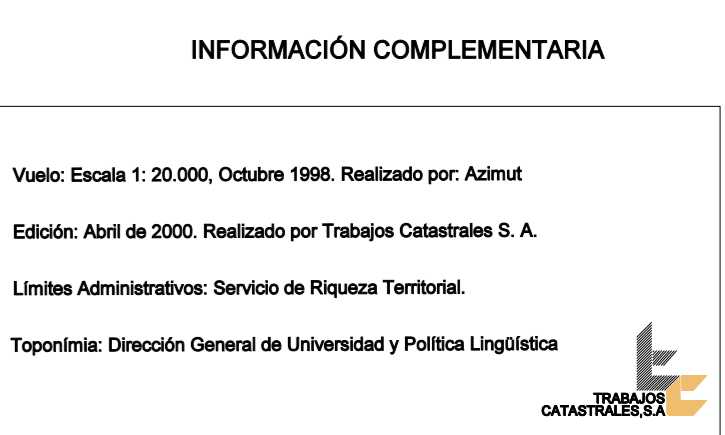 INFORMACIÓN COMPLEMENTARIA
Vuelo: Escala 1: 20.000, Octubre 1998. Realizado por: Azimut
Edición: Abril de 2000. Realizado por Trabajos Catastrales S. A.
Límites Administrativos: Servicio de Riqueza Territorial.
Toponímia: Dirección General de Universidad y Política Lingüística
TRABAJOS
CATASTRALES,S.A